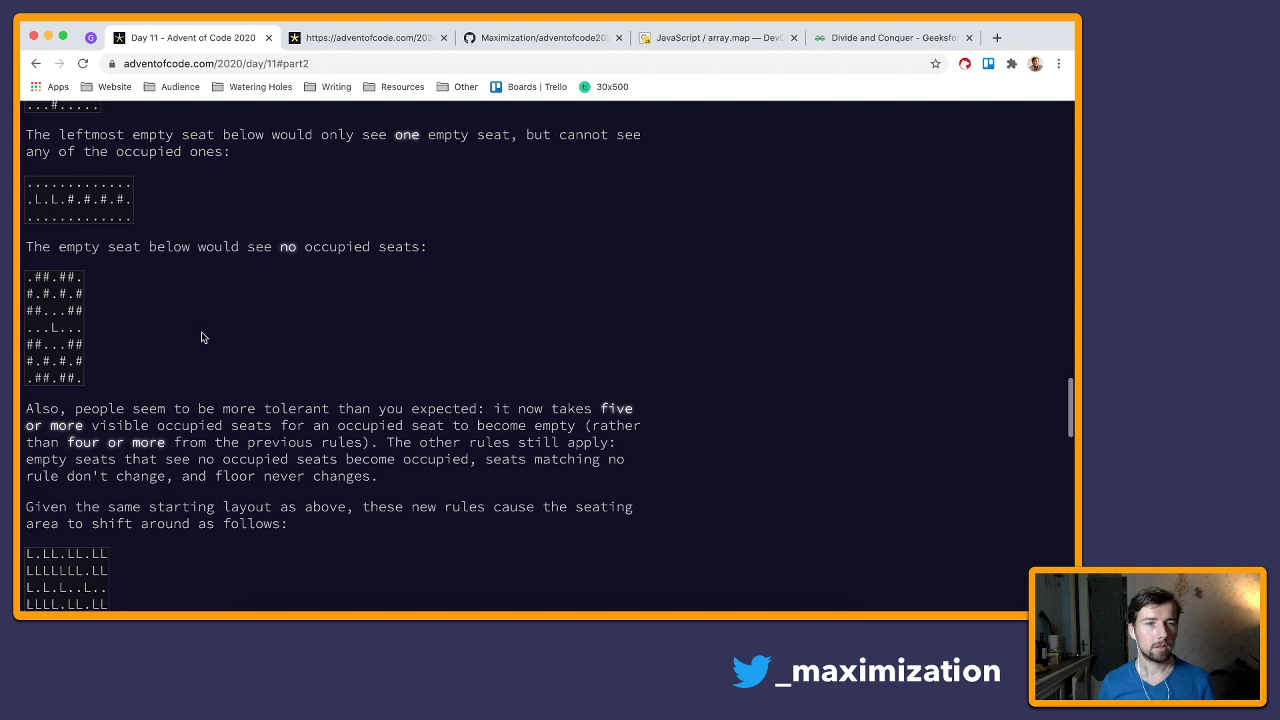 Day 11 - Advent of Code 2020
https://adventofcode.com/202
Maximization/adventofcode202
JavaScript / array.map — DevD
Divide and Conquer - Geeksfo
adventofcode.com/2020/day/11#part2
Apps Website Audience Watering Holes Writing Resources Other Boards | Trello 30x500
...#.....
The leftmost empty seat below would only see one empty seat, but cannot see
any of the occupied ones:
.............
.L.L.#.#.#.#.
.............
The empty seat below would see no occupied seats:
.##.##.
#.#.#.#
##...##
...L...
##...##
#.#.#.#
.##.##.
Also, people seem to be more tolerant than you expected: it now takes five
or more visible occupied seats for an occupied seat to become empty (rather
than four or more from the previous rules). The other rules still apply:
empty seats that see no occupied seats become occupied, seats matching no
rule don't change, and floor never changes.
Given the same starting layout as above, these new rules cause the seating
area to shift around as follows:
L.LL.LL.LL
LLLLLLL.LL
L.L.L..L..
LLLL.LL.LL
_maximization